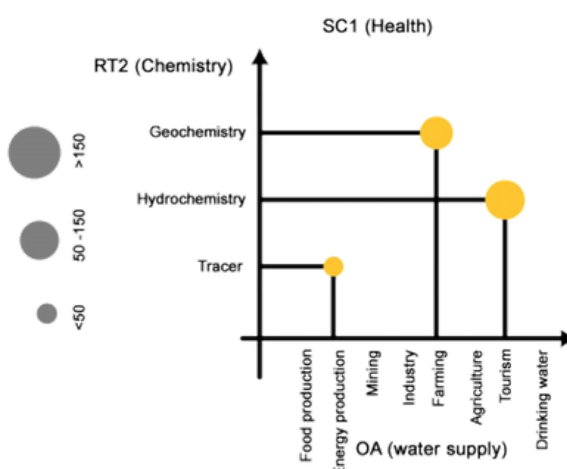 SC1 (Health)
RT2 (Chemistry)
Geochemistry
Hydrochemistry
Tracer
>150
50 -150
<50
Food production
Energy production
Mining
Industry
Farming
Agriculture
Tourism
Drinking water
OA (water supply)